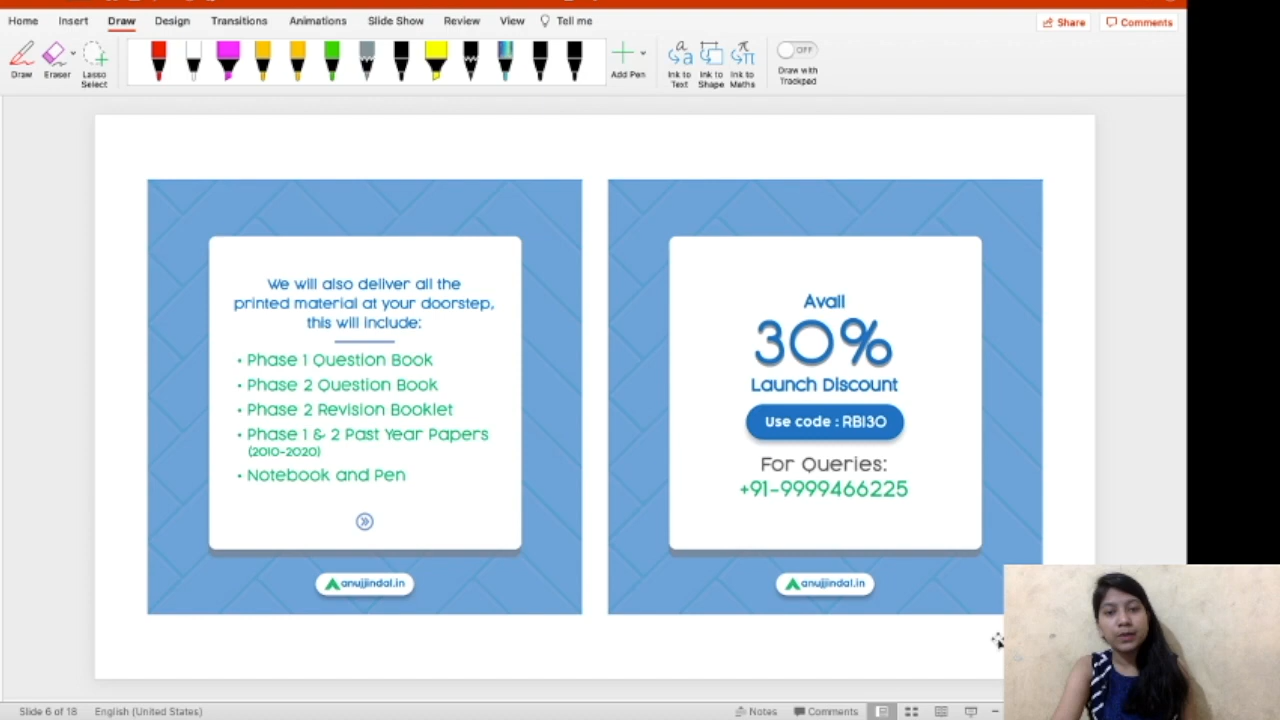 Home Insert Draw Design Transitions Animations Slide Show Review View Tell me
Share Comments
Draw Eraser Lasso Select
Add Pen
Ink to Text Ink to Shape Ink to Maths
OFF
Draw with Trackpad
We will also deliver all the
printed material at your doorstep,
this will include:
• Phase 1 Question Book
• Phase 2 Question Book
• Phase 2 Revision Booklet
• Phase 1 & 2 Past Year Papers
(2010-2020)
• Notebook and Pen
anujjindal.in
Avail
30%
Launch Discount
Use code : RBI30
For Queries:
+91-9999466225
anujjindal.in
Slide 6 of 18 English (United States)
Notes Comments